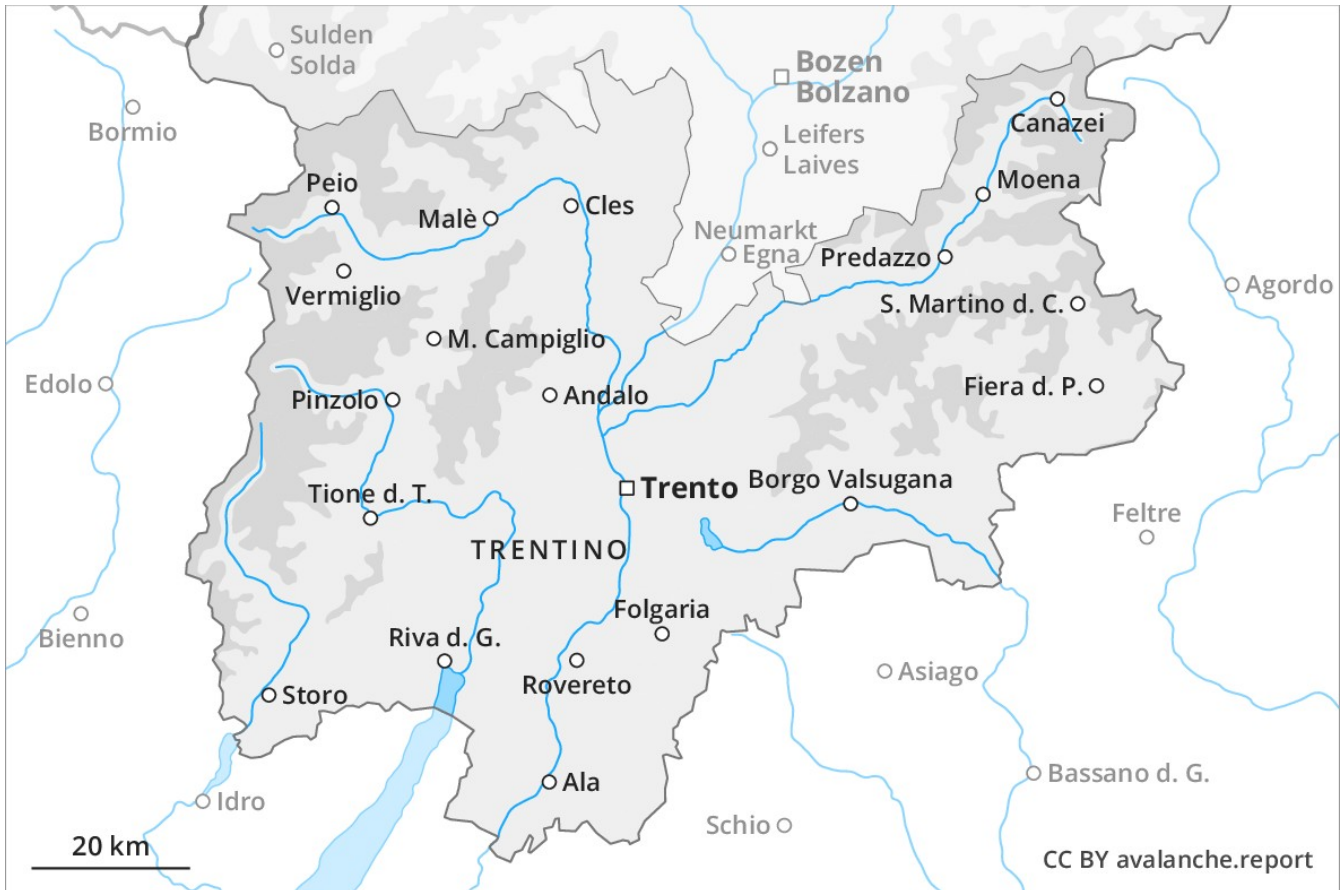 Sulden
Solda
Bozen
Bolzano
Bormio
Canazei
Leifers
Laives
Peio
Moena
Malè
Cles
Neumarkt
Egna
Predazzo
Vermiglio
S. Martino d. C.
Agordo
M. Campiglio
Edolo
Pinzolo
Andalo
Fiera d. P.
Tione d. T.
Trento
Borgo Valsugana
Feltre
TRENTINO
Folgaria
Bienno
Riva d. G.
Asiago
Storo
Rovereto
Bassano d. G.
Ala
Idro
Schio
20 km
CC BY avalanche.report